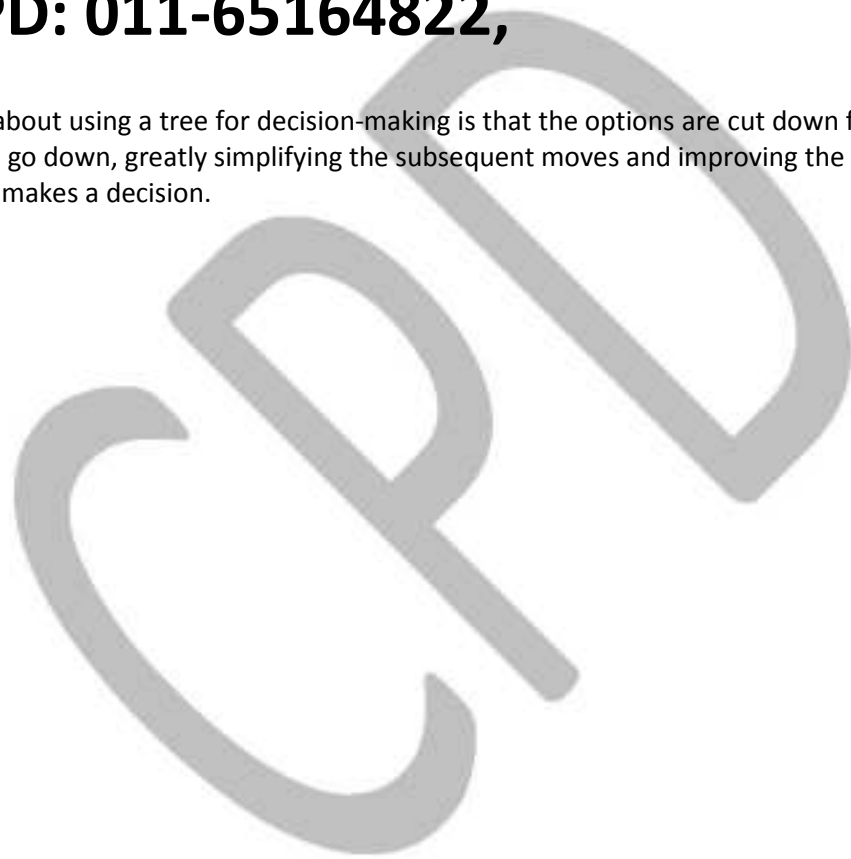 PD: 011-65164822,
about using a tree for decision-making is that the options are cut down
go down, greatly simplifying the subsequent moves and improving the
makes a decision.
CPD